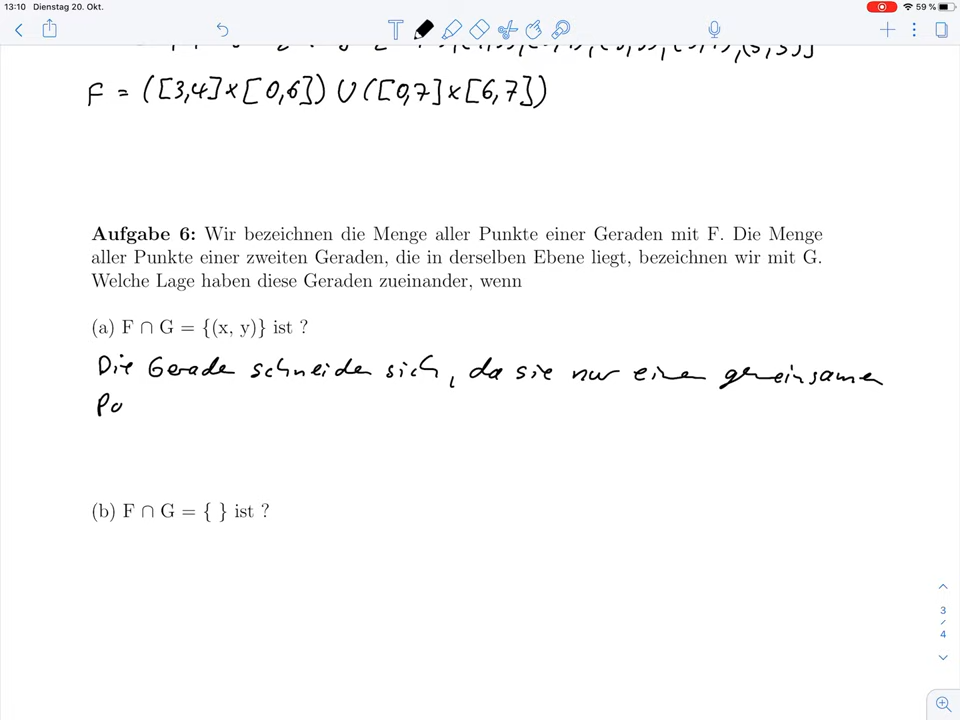 13:10 Dienstag 20. Okt.
59 %
F = ([3,4]×[0,6]) ∪ ([0,7]×[6,7])
Aufgabe 6: Wir bezeichnen die Menge aller Punkte einer Geraden mit F. Die Menge
aller Punkte einer zweiten Geraden, die in derselben Ebene liegt, bezeichnen wir mit G.
Welche Lage haben diese Geraden zueinander, wenn
(a) F ∩ G = {(x, y)} ist ?
Die Geraden schneiden sich, da sie nur einen gemeinsamen
Po
(b) F ∩ G = { } ist ?
3
/
4